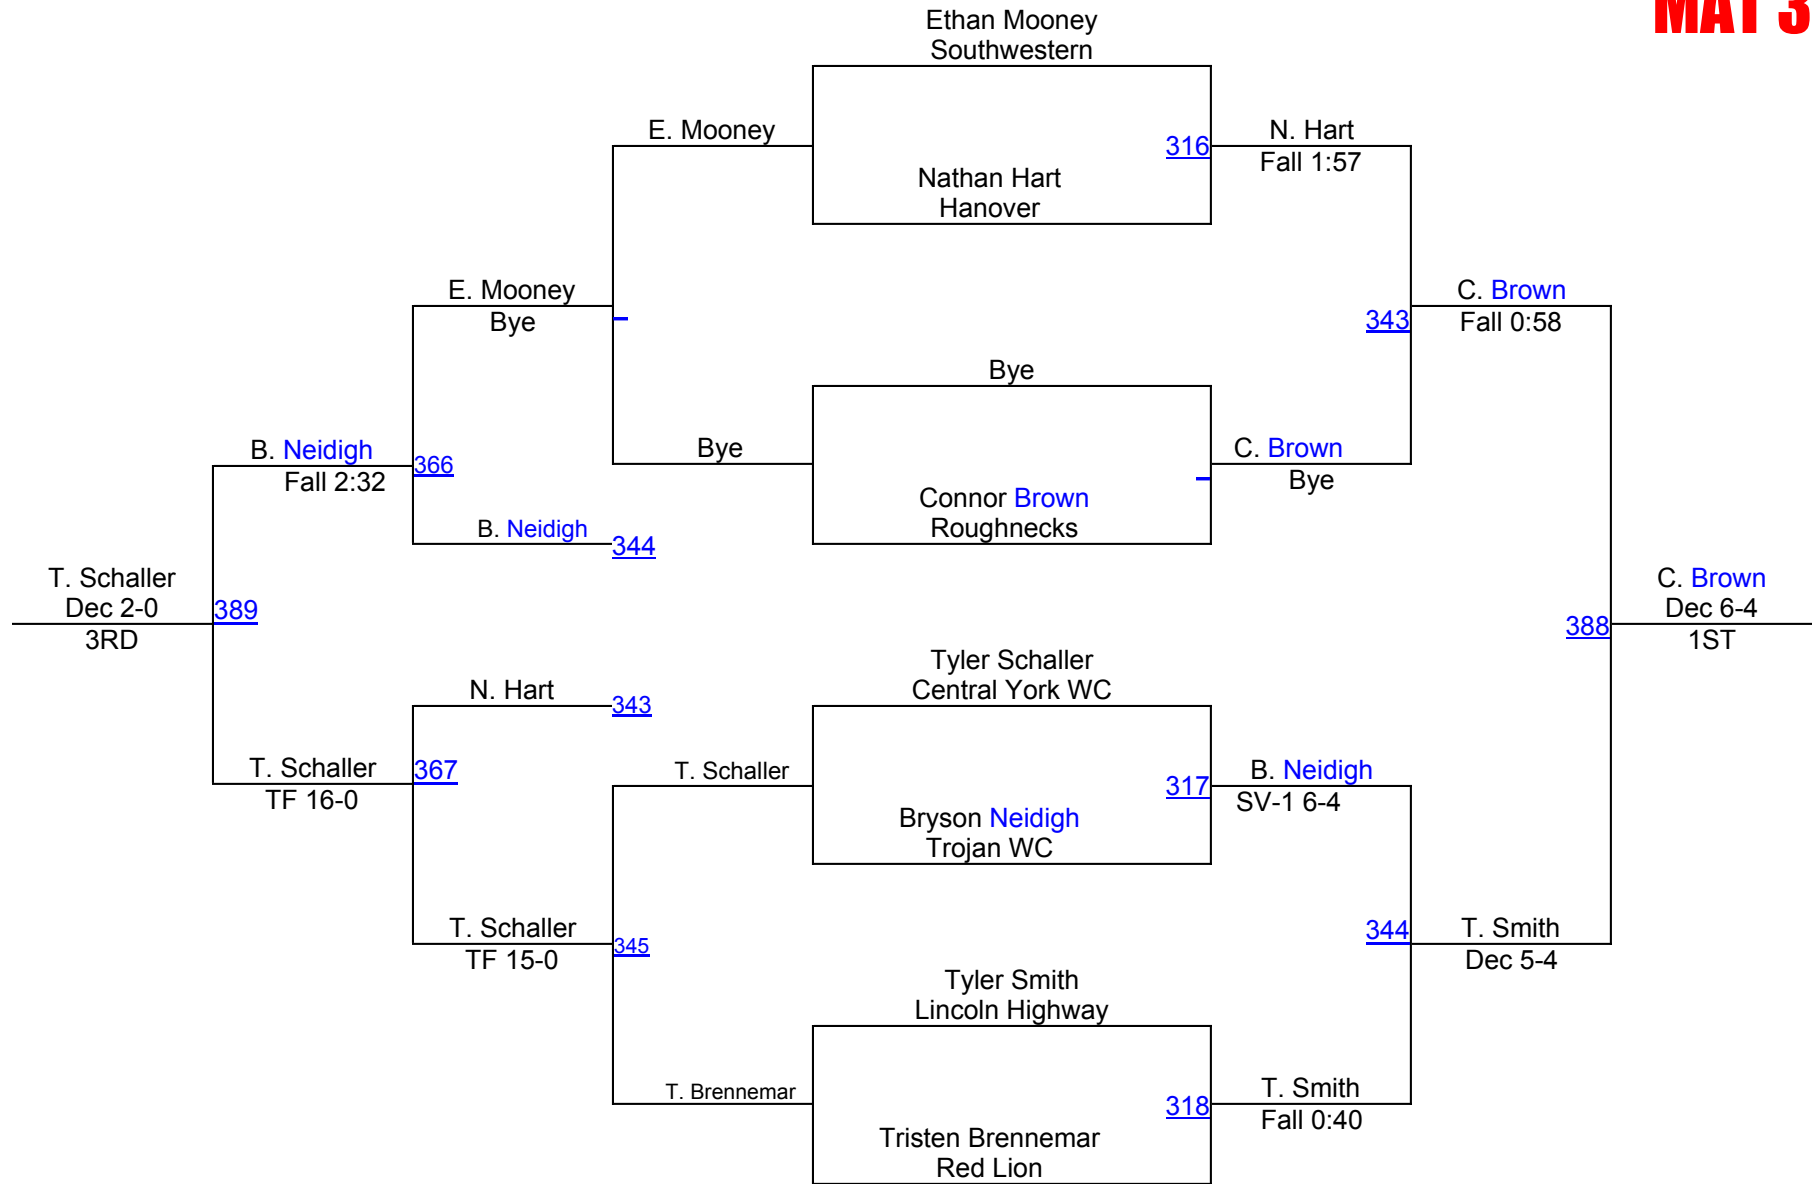 MAT 3
Ethan Mooney
Southwestern
E. Mooney
316
N. Hart
Fall 1:57
Nathan Hart
Hanover
E. Mooney
Bye
C. Brown
Fall 0:58
343
Bye
B. Neidigh
Fall 2:32
366
Bye
C. Brown
Bye
Connor Brown
Roughnecks
B. Neidigh
344
T. Schaller
Dec 2-0
3RD
389
C. Brown
Dec 6-4
1ST
388
Tyler Schaller
Central York WC
N. Hart
343
T. Schaller
TF 16-0
367
T. Schaller
317
B. Neidigh
SV-1 6-4
Bryson Neidigh
Trojan WC
T. Schaller
TF 15-0
345
344
T. Smith
Dec 5-4
Tyler Smith
Lincoln Highway
T. Brennemar
318
T. Smith
Fall 0:40
Tristen Brennemar
Red Lion